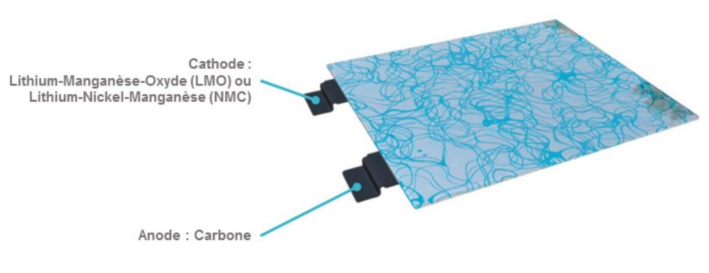 Cathode :
Lithium-Manganèse-Oxyde (LMO) ou
Lithium-Nickel-Manganèse (NMC)
Anode : Carbone